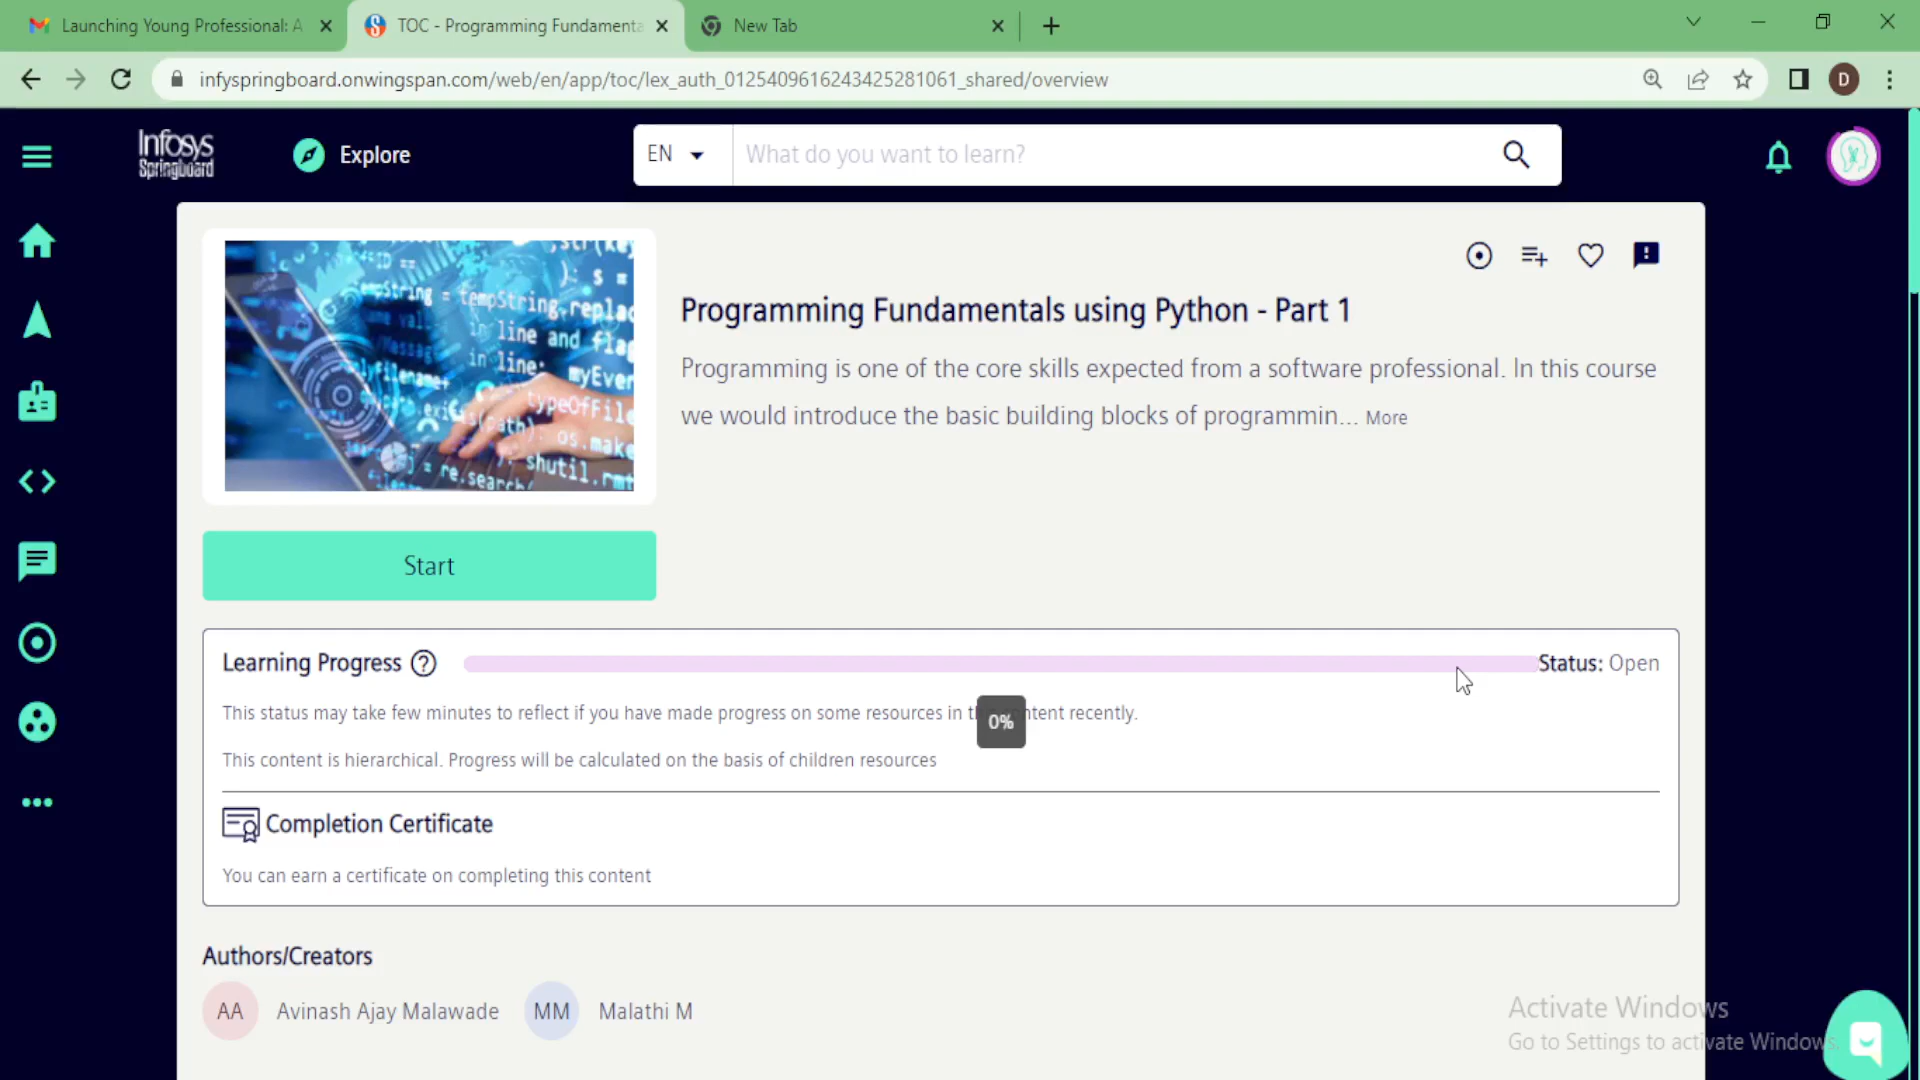 Launching Young Professional: A
TOC - Programming Fundamenta
New Tab
infyspringboard.onwingspan.com/web/en/app/toc/lex_auth_01254096162434252​81061_shared/overview
D
Infosys
Springboard
Explore
EN
What do you want to learn?
Programming Fundamentals using Python - Part 1
Programming is one of the core skills expected from a software professional. In this course
we would introduce the basic building blocks of programmin... More
Start
Learning Progress
Status: Open
This status may take few minutes to reflect if you have made progress on some resources in tent recently.
0%
This content is hierarchical. Progress will be calculated on the basis of children resources
Completion Certificate
You can earn a certificate on completing this content
Authors/Creators
AA Avinash Ajay Malawade MM Malathi M
Activate Windows
Go to Settings to activate Windows.